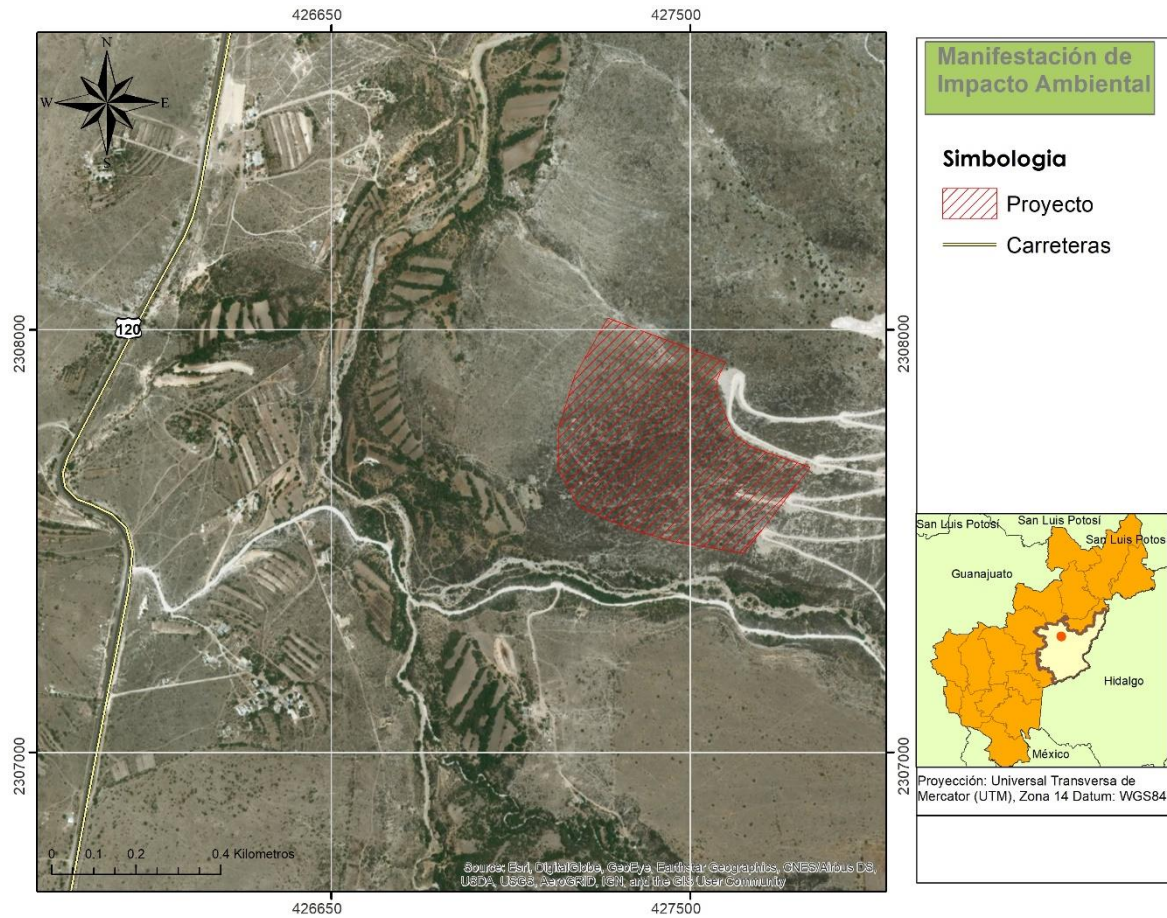 426650
427500
N
W
E
S
2308000
2308000
120
2307000
2307000
0 0.1 0.2 0.4 Kilometros
Source: Esri, DigitalGlobe, GeoEye, Earthstar Geographics, CNES/Airbus DS,
USDA, USGS, AeroGRID, IGN, and the GIS User Community
426650
427500
Manifestación de
Impacto Ambiental
Simbologia
Proyecto
Carreteras
San Luis Potosí
San Luis Potosí
San Luis Potos
Guanajuato
Hidalgo
México
Proyección: Universal Transversa de
Mercator (UTM), Zona 14 Datum: WGS84